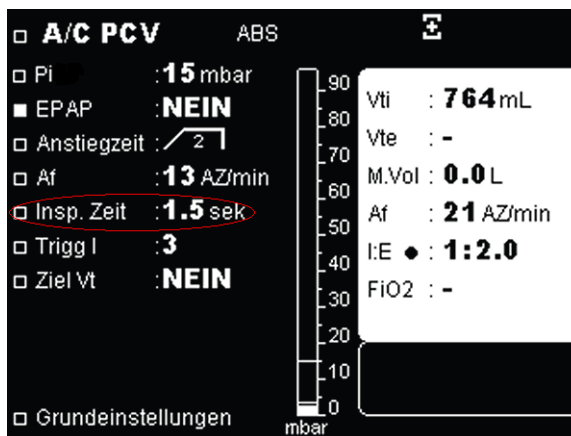 A/C PCV ABS
Pi :15 mbar
EPAP :NEIN
Anstiegzeit : 2
Af :13 AZ/min
Insp. Zeit :1.5 sek
Trigg I :3
Ziel Vt :NEIN
Grundeinstellungen
90
80
70
60
50
40
30
20
10
0
mbar
Vti : 764 mL
Vte : -
M.Vol : 0.0 L
Af : 21 AZ/min
I:E ● : 1:2.0
FiO2 : -